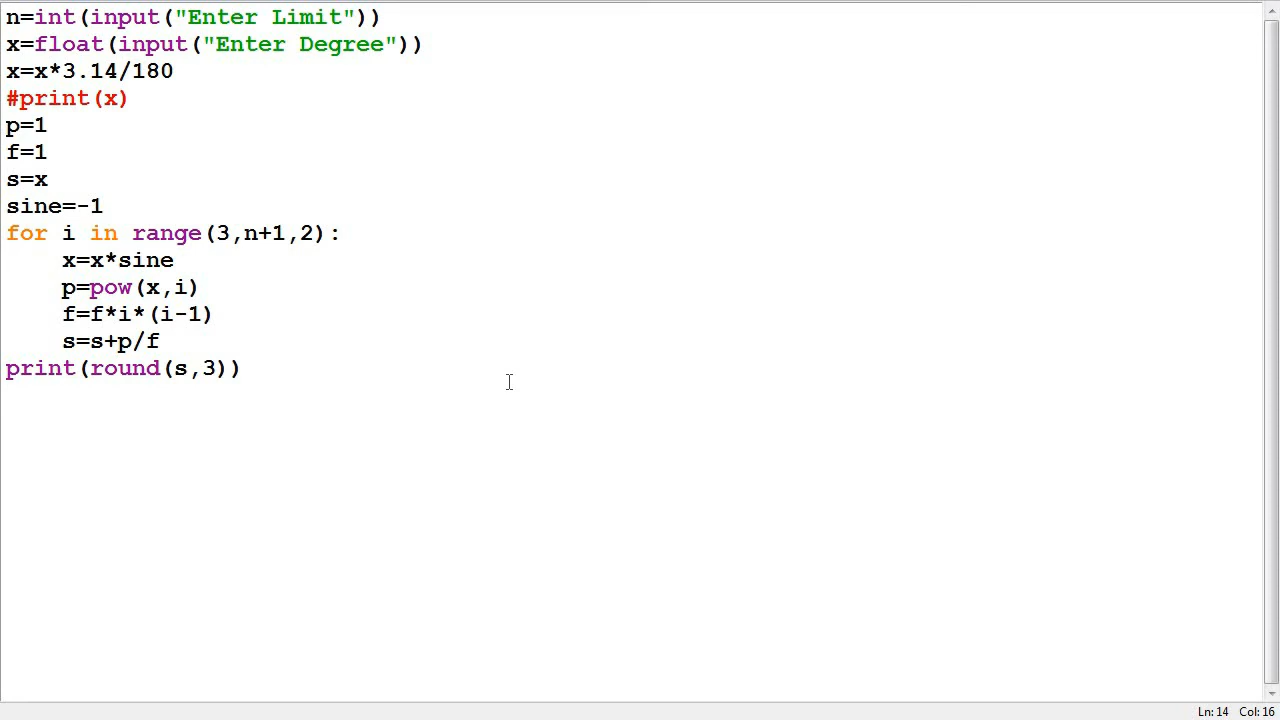 n=int(input("Enter Limit"))
x=float(input("Enter Degree"))
x=x*3.14/180
#print(x)
p=1
f=1
s=x
sine=-1
for i in range(3,n+1,2):
    x=x*sine
    p=pow(x,i)
    f=f*i*(i-1)
    s=s+p/f
print(round(s,3))
Ln: 14 Col: 16